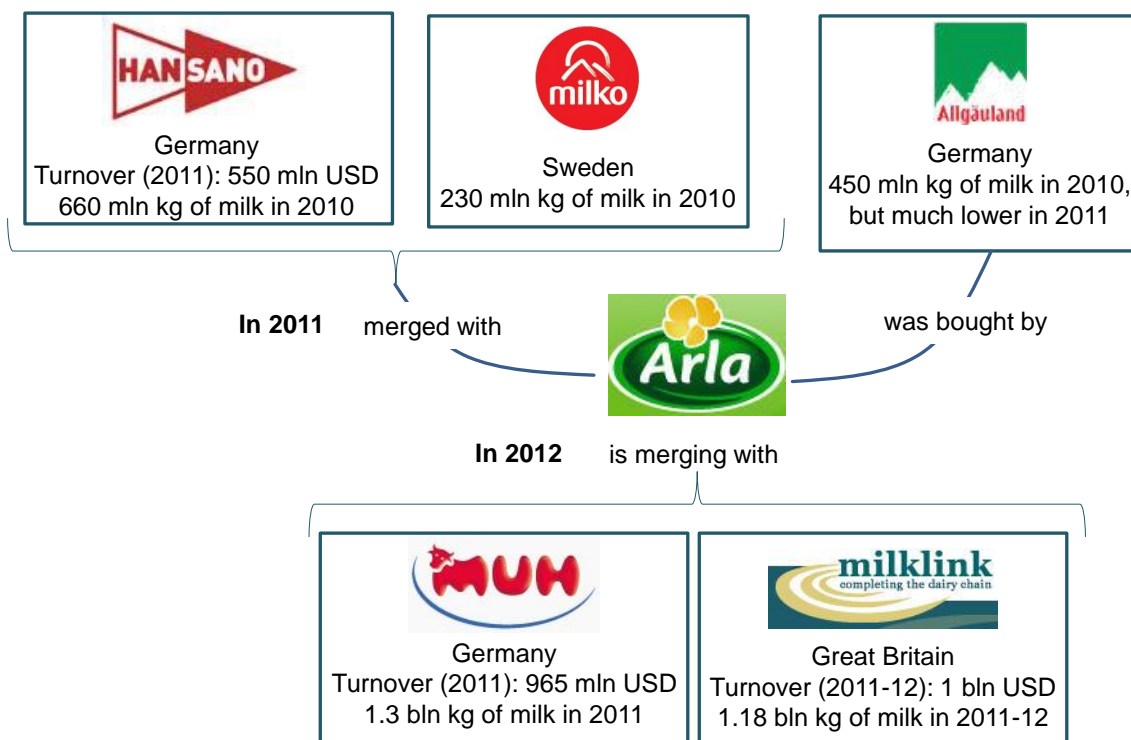 HANSANO
Germany
Turnover (2011): 550 mln USD
660 mln kg of milk in 2010
milko
Sweden
230 mln kg of milk in 2010
Allgäuland
Germany
450 mln kg of milk in 2010,
but much lower in 2011
In 2011 merged with
Arla
was bought by
In 2012 is merging with
MUH
Germany
Turnover (2011): 965 mln USD
1.3 bln kg of milk in 2011
milklink
completing the dairy chain
Great Britain
Turnover (2011-12): 1 bln USD
1.18 bln kg of milk in 2011-12